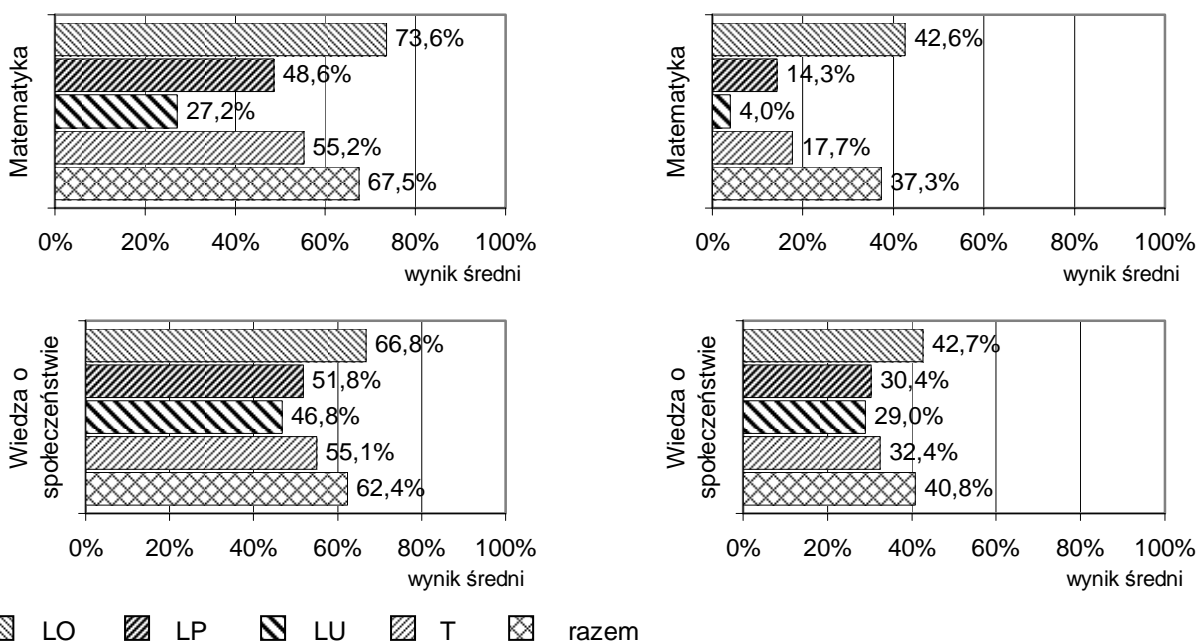 Matematyka
73,6%
48,6%
27,2%
55,2%
67,5%
0% 20% 40% 60% 80% 100%
wynik średni
Matematyka
42,6%
14,3%
4,0%
17,7%
37,3%
0% 20% 40% 60% 80% 100%
wynik średni
Wiedza o
społeczeństwie
66,8%
51,8%
46,8%
55,1%
62,4%
0% 20% 40% 60% 80% 100%
wynik średni
Wiedza o
społeczeństwie
42,7%
30,4%
29,0%
32,4%
40,8%
0% 20% 40% 60% 80% 100%
wynik średni
LO LP LU T razem